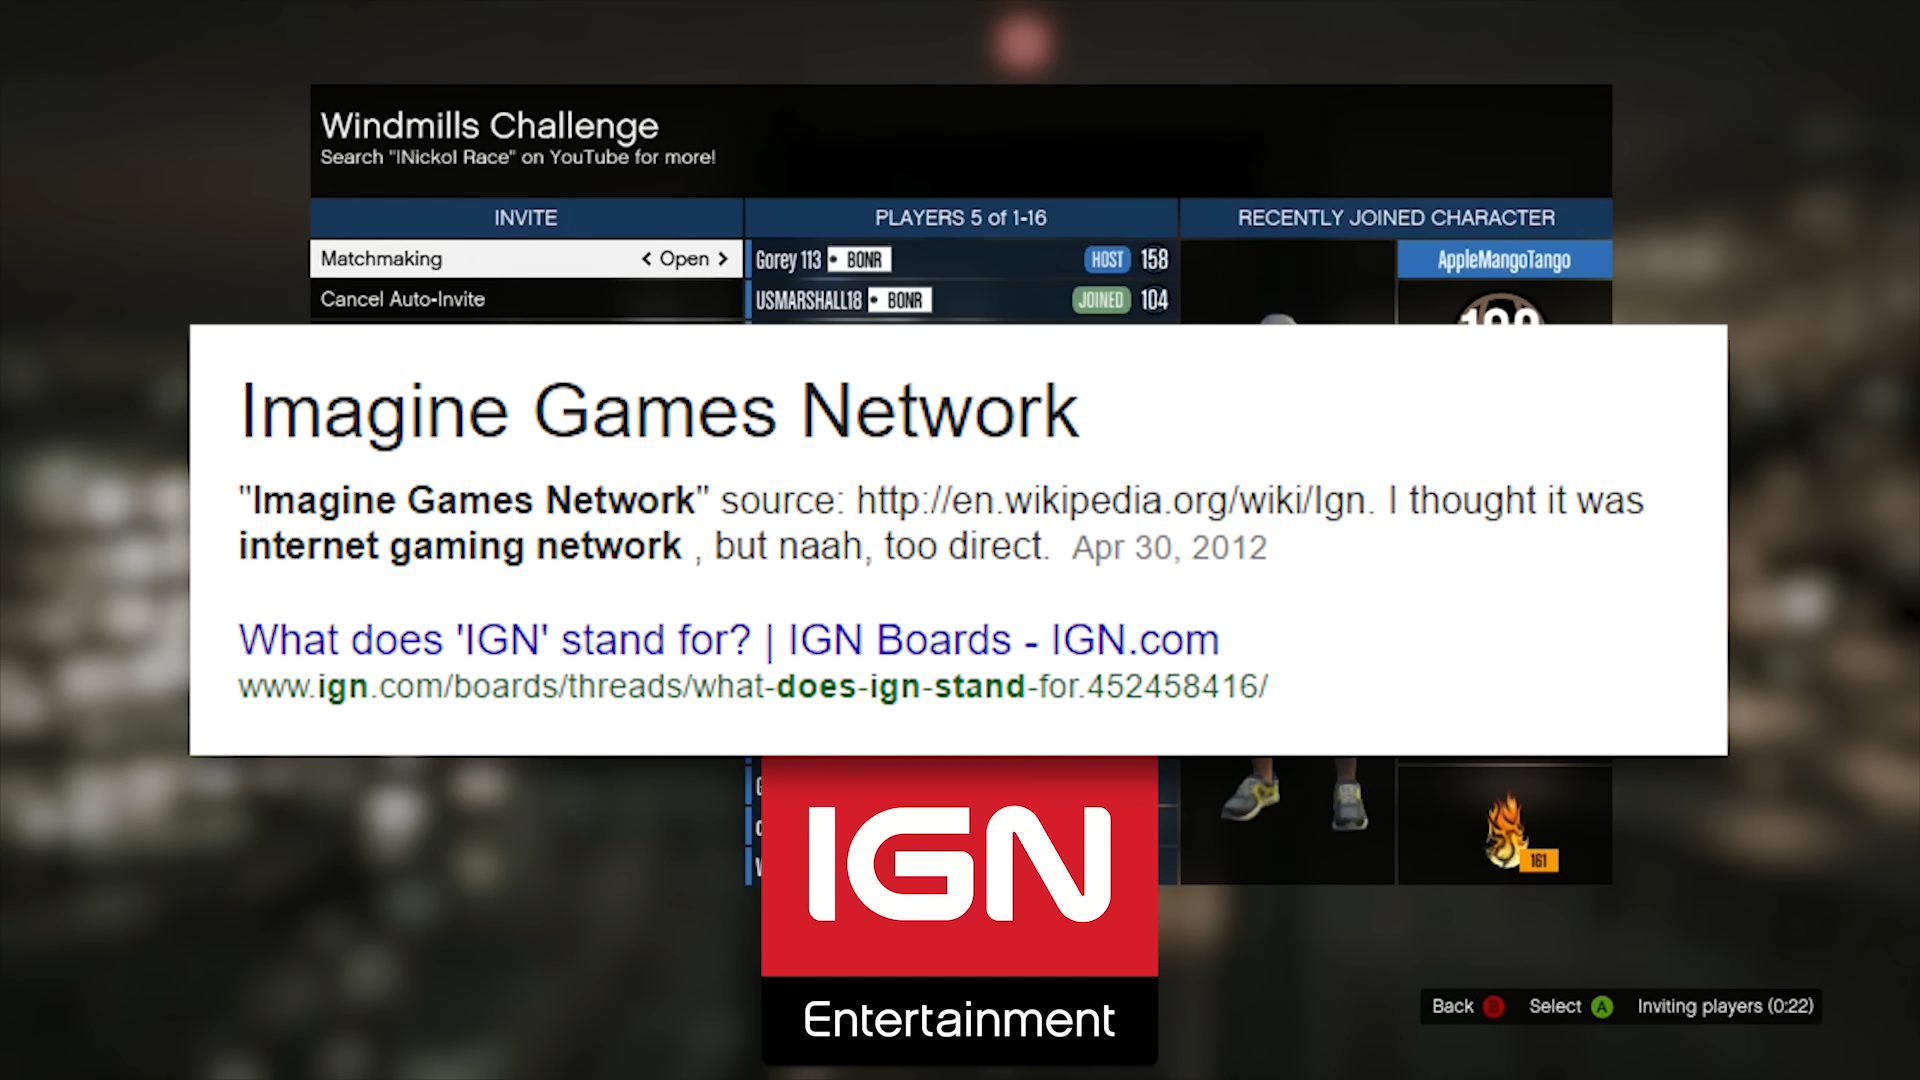 Windmills Challenge
Search "INickol Race" on YouTube for more!
INVITE
PLAYERS 5 of 1-16
RECENTLY JOINED CHARACTER
Matchmaking < Open >
Gorey 113 • BONR HOST 158
AppleMangoTango
Cancel Auto-Invite
USMARSHALL18 • BONR JOINED 104
Imagine Games Network
"Imagine Games Network" source: http://en.wikipedia.org/wiki/Ign. I thought it was
internet gaming network , but naah, too direct. Apr 30, 2012
What does 'IGN' stand for? | IGN Boards - IGN.com
www.ign.com/boards/threads/what-does-ign-stand-for.452458416/
IGN
Entertainment
161
Back B Select A Inviting players (0:22)